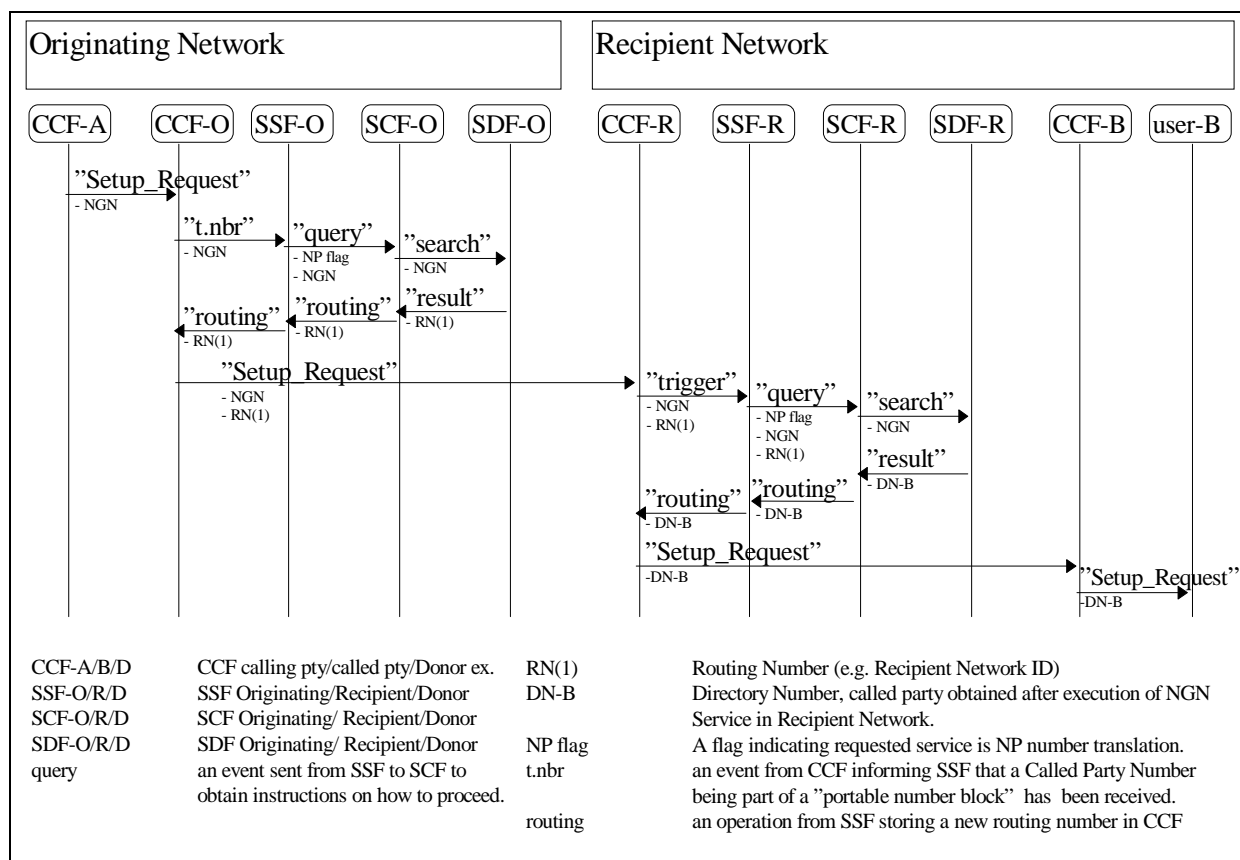 Originating Network
Recipient Network
CCF-A CCF-O SSF-O SCF-O SDF-O CCF-R SSF-R SCF-R SDF-R CCF-B user-B
”Setup_Request”
- NGN
”t.nbr”
- NGN
”query”
- NP flag
- NGN
”search”
- NGN
”result”
- RN(1)
”routing”
- RN(1)
”routing”
- RN(1)
”Setup_Request”
- NGN
- RN(1)
”trigger”
- NGN
- RN(1)
”query”
- NP flag
- NGN
- RN(1)
”search”
- NGN
”result”
- DN-B
”routing”
- DN-B
”routing”
- DN-B
”Setup_Request”
-DN-B
”Setup_Request”
-DN-B
CCF-A/B/D CCF calling pty/called pty/Donor ex.
SSF-O/R/D SSF Originating/Recipient/Donor
SCF-O/R/D SCF Originating/ Recipient/Donor
SDF-O/R/D SDF Originating/ Recipient/Donor
query an event sent from SSF to SCF to
obtain instructions on how to proceed.
RN(1) Routing Number (e.g. Recipient Network ID)
DN-B Directory Number, called party obtained after execution of NGN
Service in Recipient Network.
NP flag A flag indicating requested service is NP number translation.
t.nbr an event from CCF informing SSF that a Called Party Number
being part of a ”portable number block” has been received.
routing an operation from SSF storing a new routing number in CCF